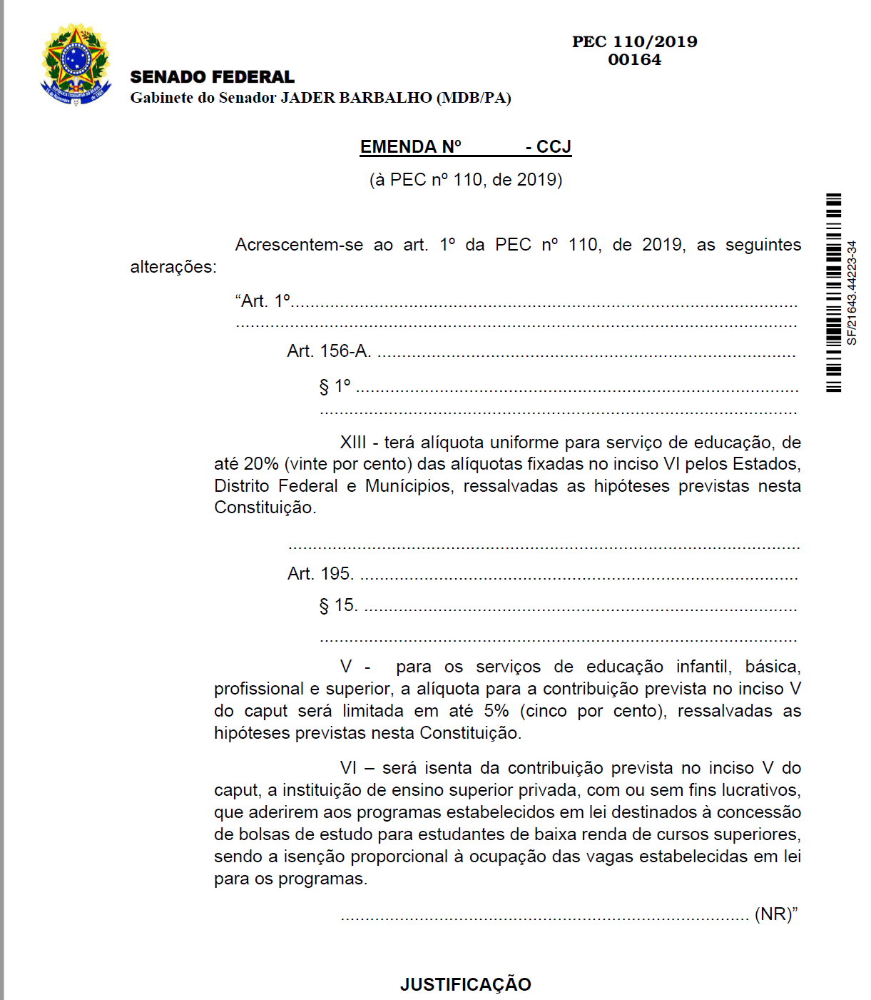 PEC 110/2019
00164
SENADO FEDERAL
Gabinete do Senador JADER BARBALHO (MDB/PA)
EMENDA Nº - CCJ
(à PEC nº 110, de 2019)
Acrescentem-se ao art. 1º da PEC nº 110, de 2019, as seguintes
alterações:
“Art. 1º.......................................................................................................
..................................................................................................................
Art. 156-A. .....................................................................................
§ 1º ..........................................................................................
.................................................................................................
XIII - terá alíquota uniforme para serviço de educação, de
até 20% (vinte por cento) das alíquotas fixadas no inciso VI pelos Estados,
Distrito Federal e Munícipios, ressalvadas as hipóteses previstas nesta
Constituição.
........................................................................................................
Art. 195. .........................................................................................
§ 15. ........................................................................................
.................................................................................................
V - para os serviços de educação infantil, básica,
profissional e superior, a alíquota para a contribuição prevista no inciso V
do caput será limitada em até 5% (cinco por cento), ressalvadas as
hipóteses previstas nesta Constituição.
VI – será isenta da contribuição prevista no inciso V do
caput, a instituição de ensino superior privada, com ou sem fins lucrativos,
que aderirem aos programas estabelecidos em lei destinados à concessão
de bolsas de estudo para estudantes de baixa renda de cursos superiores,
sendo a isenção proporcional à ocupação das vagas estabelecidas em lei
para os programas.
................................................................................... (NR)”
JUSTIFICAÇÃO
SF/21643.44223-34